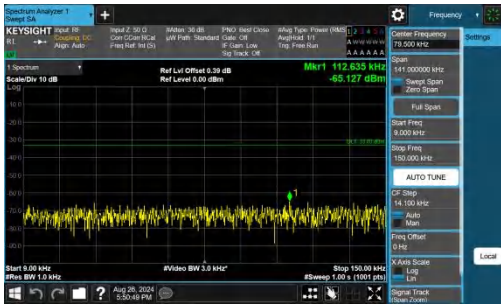 Spectrum Analyzer 1
Swept SA
Frequency
KEYSIGHT
Input: RF
Coupling: DC
Align: Auto
Input Z: 50 Ω
Corr CCorr RCal
Freq Ref: Int (S)
#Atten: 30 dB
µW Path: Standard
PNO: Best Close
Gate: Off
IF Gain: Low
Sig Track: Off
#Avg Type: Power (RMS)
Avg|Hold: 1/1
Trig: Free Run
1 Spectrum
Scale/Div 10 dB
Log
Ref Lvl Offset 0.39 dB
Ref Level 0.00 dBm
Mkr1 112.635 kHz
-65.127 dBm
1
Start 9.00 kHz
#Res BW 1.0 kHz
#Video BW 3.0 kHz*
Stop 150.00 kHz
#Sweep 1.00 s (1001 pts)
Aug 26, 2024
5:50:49 PM
Center Frequency
79.500 kHz
Span
141.000000 kHz
Swept Span
Zero Span
Full Span
Start Freq
9.000 kHz
Stop Freq
150.000 kHz
AUTO TUNE
CF Step
14.100 kHz
Auto
Man
Freq Offset
0 Hz
X Axis Scale
Log
Lin
Signal Track
(Span Zoom)
Settings
Local